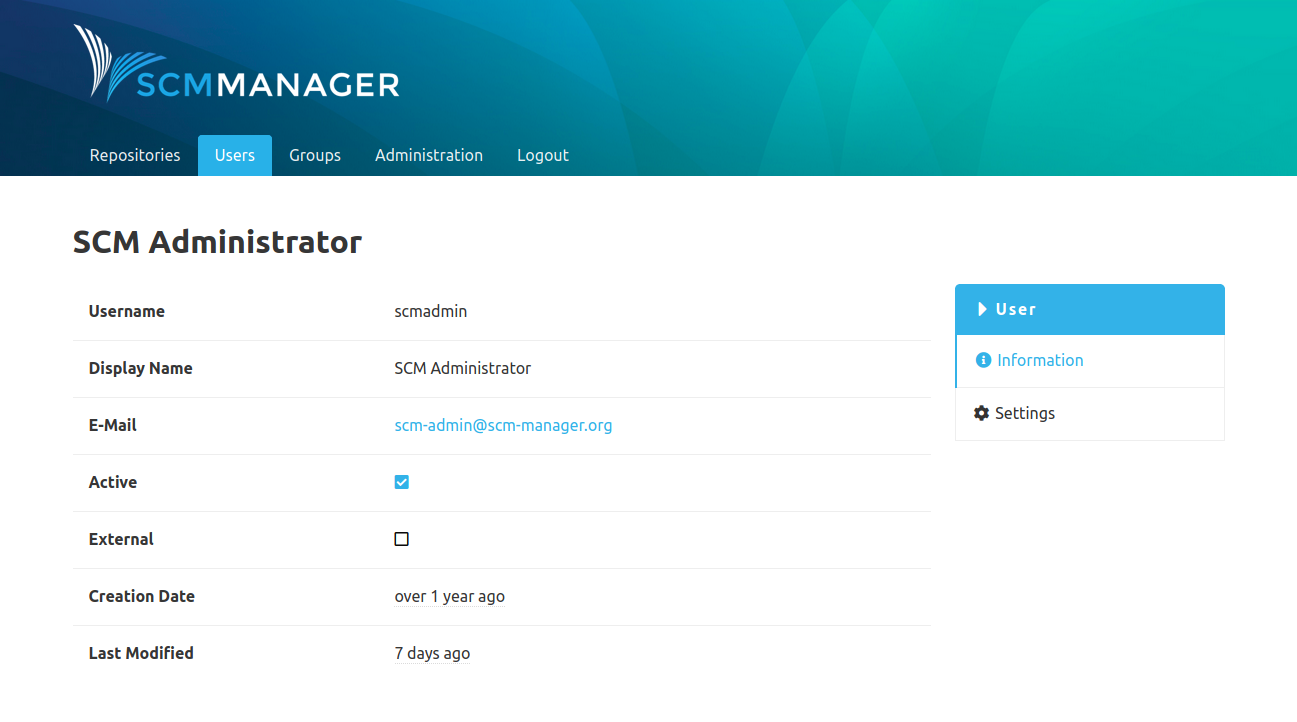 SCMMANAGER
Repositories Users Groups Administration Logout
SCM Administrator
Username scmadmin
Display Name SCM Administrator
E-Mail scm-admin@scm-manager.org
Active
External
Creation Date over 1 year ago
Last Modified 7 days ago
User
Information
Settings